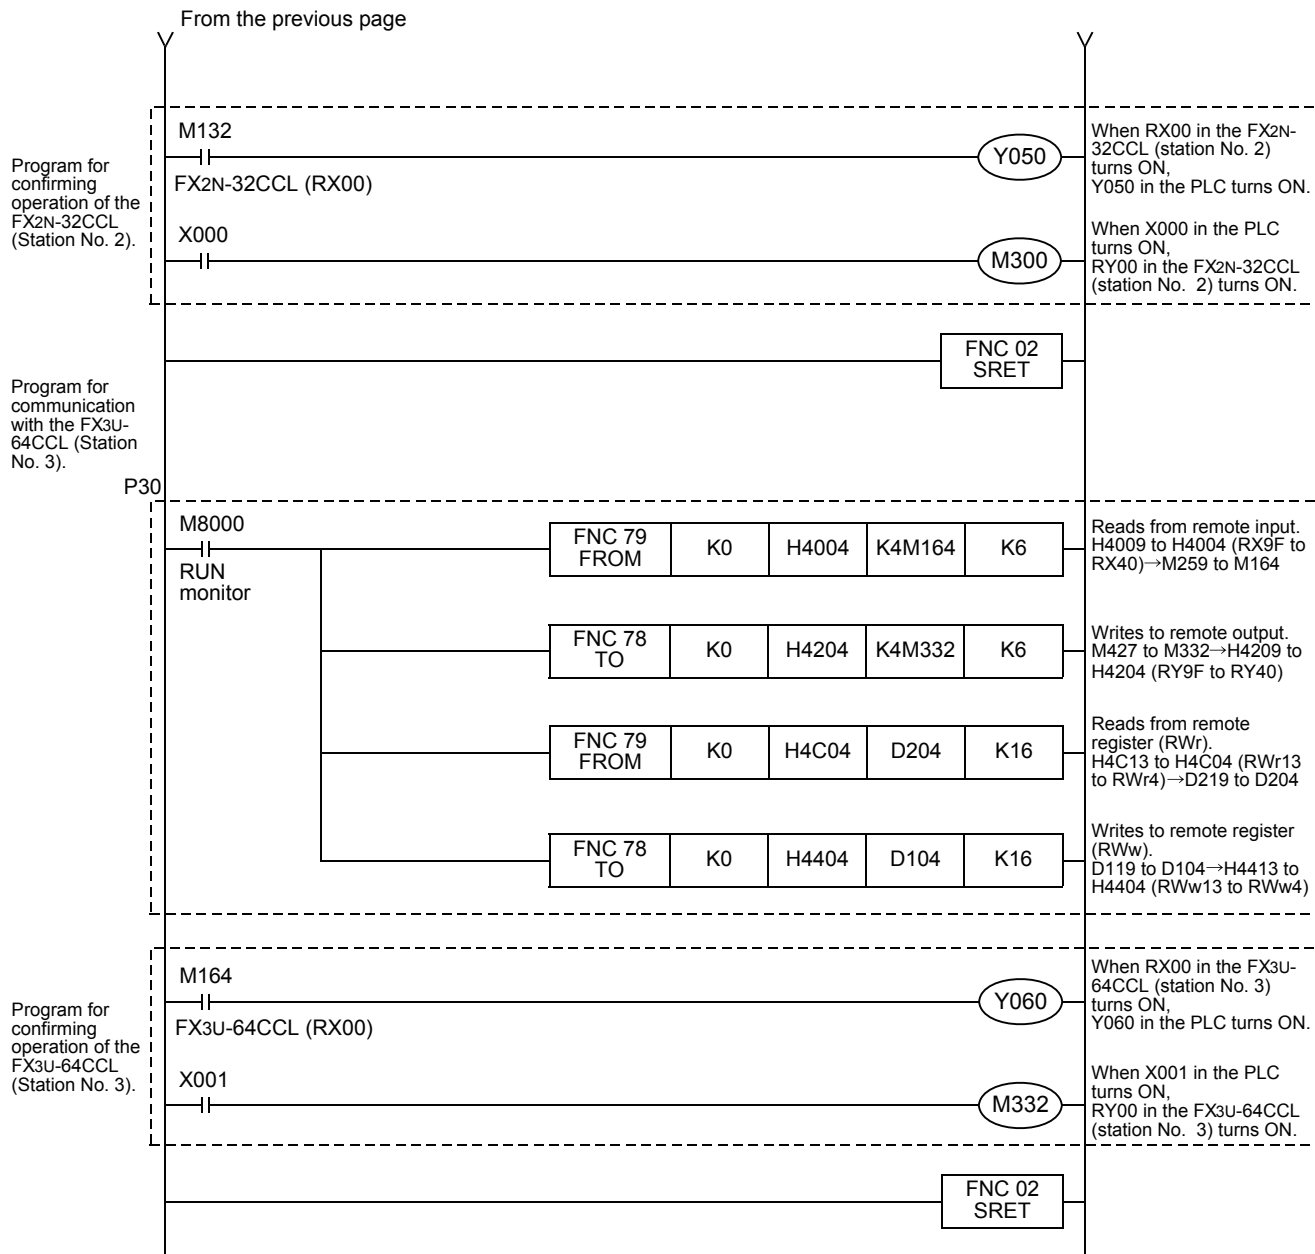 From the previous page
Program for
confirming
operation of the
FX2N-32CCL
(Station No. 2).
M132
FX2N-32CCL (RX00)
Y050
When RX00 in the FX2N-
32CCL (station No. 2)
turns ON,
Y050 in the PLC turns ON.
X000
M300
When X000 in the PLC
turns ON,
RY00 in the FX2N-32CCL
(station No. 2) turns ON.
FNC 02
SRET
Program for
communication
with the FX3U-
64CCL (Station
No. 3).
P30
M8000
RUN
monitor
FNC 79
FROM
K0
H4004
K4M164
K6
Reads from remote input.
H4009 to H4004 (RX9F to
RX40)→M259 to M164
FNC 78
TO
K0
H4204
K4M332
K6
Writes to remote output.
M427 to M332→H4209 to
H4204 (RY9F to RY40)
FNC 79
FROM
K0
H4C04
D204
K16
Reads from remote
register (RWr).
H4C13 to H4C04 (RWr13
to RWr4)→D219 to D204
FNC 78
TO
K0
H4404
D104
K16
Writes to remote register
(RWw).
D119 to D104→H4413 to
H4404 (RWw13 to RWw4)
Program for
confirming
operation of the
FX3U-64CCL
(Station No. 3).
M164
FX3U-64CCL (RX00)
Y060
When RX00 in the FX3U-
64CCL (station No. 3)
turns ON,
Y060 in the PLC turns ON.
X001
M332
When X001 in the PLC
turns ON,
RY00 in the FX3U-64CCL
(station No. 3) turns ON.
FNC 02
SRET